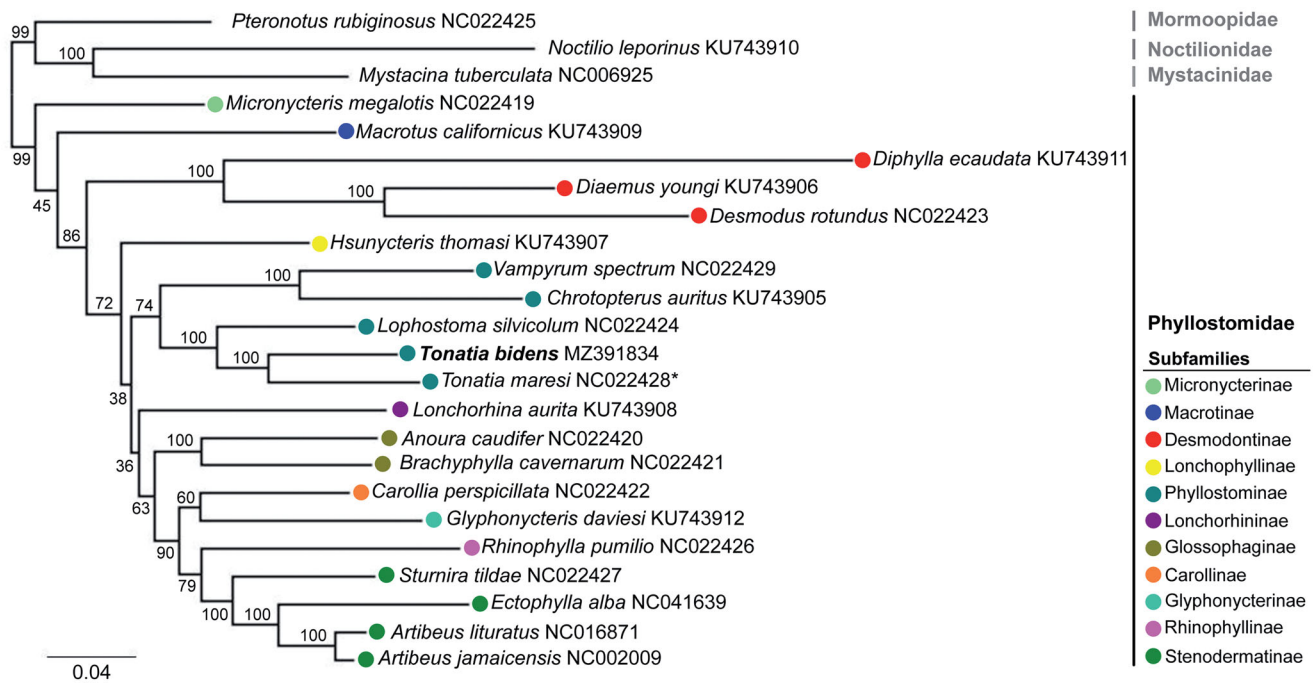 Pteronotus rubiginosus NC022425
Mormoopidae
99
Noctilio leporinus KU743910
Noctilionidae
100
Mystacina tuberculata NC006925
Mystacinidae
Micronycteris megalotis NC022419
Macrotus californicus KU743909
99
Diphylla ecaudata KU743911
100
Diaemus youngi KU743906
100
45
Desmodus rotundus NC022423
86
Hsunycteris thomasi KU743907
Vampyrum spectrum NC022429
100
72
74
Chrotopterus auritus KU743905
Lophostoma silvicolum NC022424
Phyllostomidae
100
Tonatia bidens MZ391834
100
Subfamilies
Tonatia maresi NC022428*
Micronycterinae
38
Lonchorhina aurita KU743908
Macrotinae
Anoura caudifer NC022420
100
Desmodontinae
Brachyphylla cavernarum NC022421
36
Lonchophyllinae
Carollia perspicillata NC022422
60
Phyllostominae
63
Glyphonycteris daviesi KU743912
Lonchorhininae
Rhinophylla pumilio NC022426
90
Glossophaginae
Sturnira tildae NC022427
79
Carollinae
Ectophylla alba NC041639
Glyphonycterinae
100
100
Artibeus lituratus NC016871
100
Rhinophyllinae
Artibeus jamaicensis NC002009
Stenodermatinae
0.04